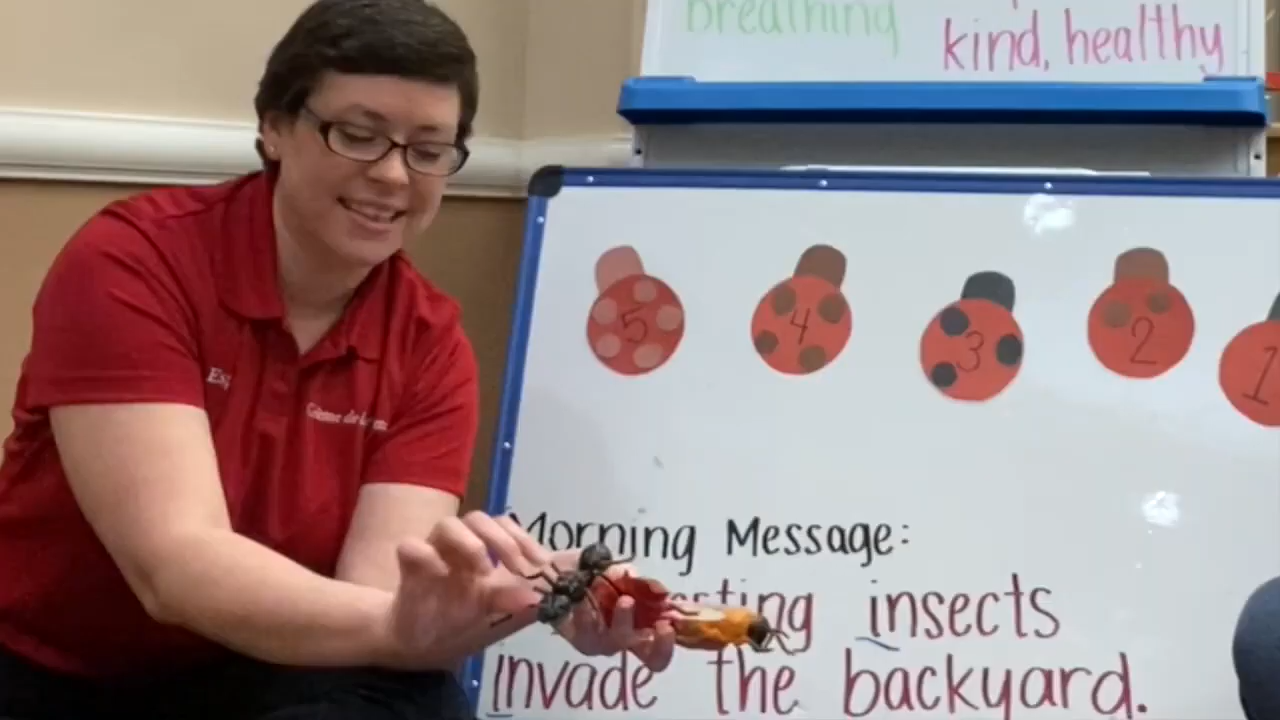 breathing
kind, healthy
5 4 3 2 1
Morning Message:
insects
invade the backyard.